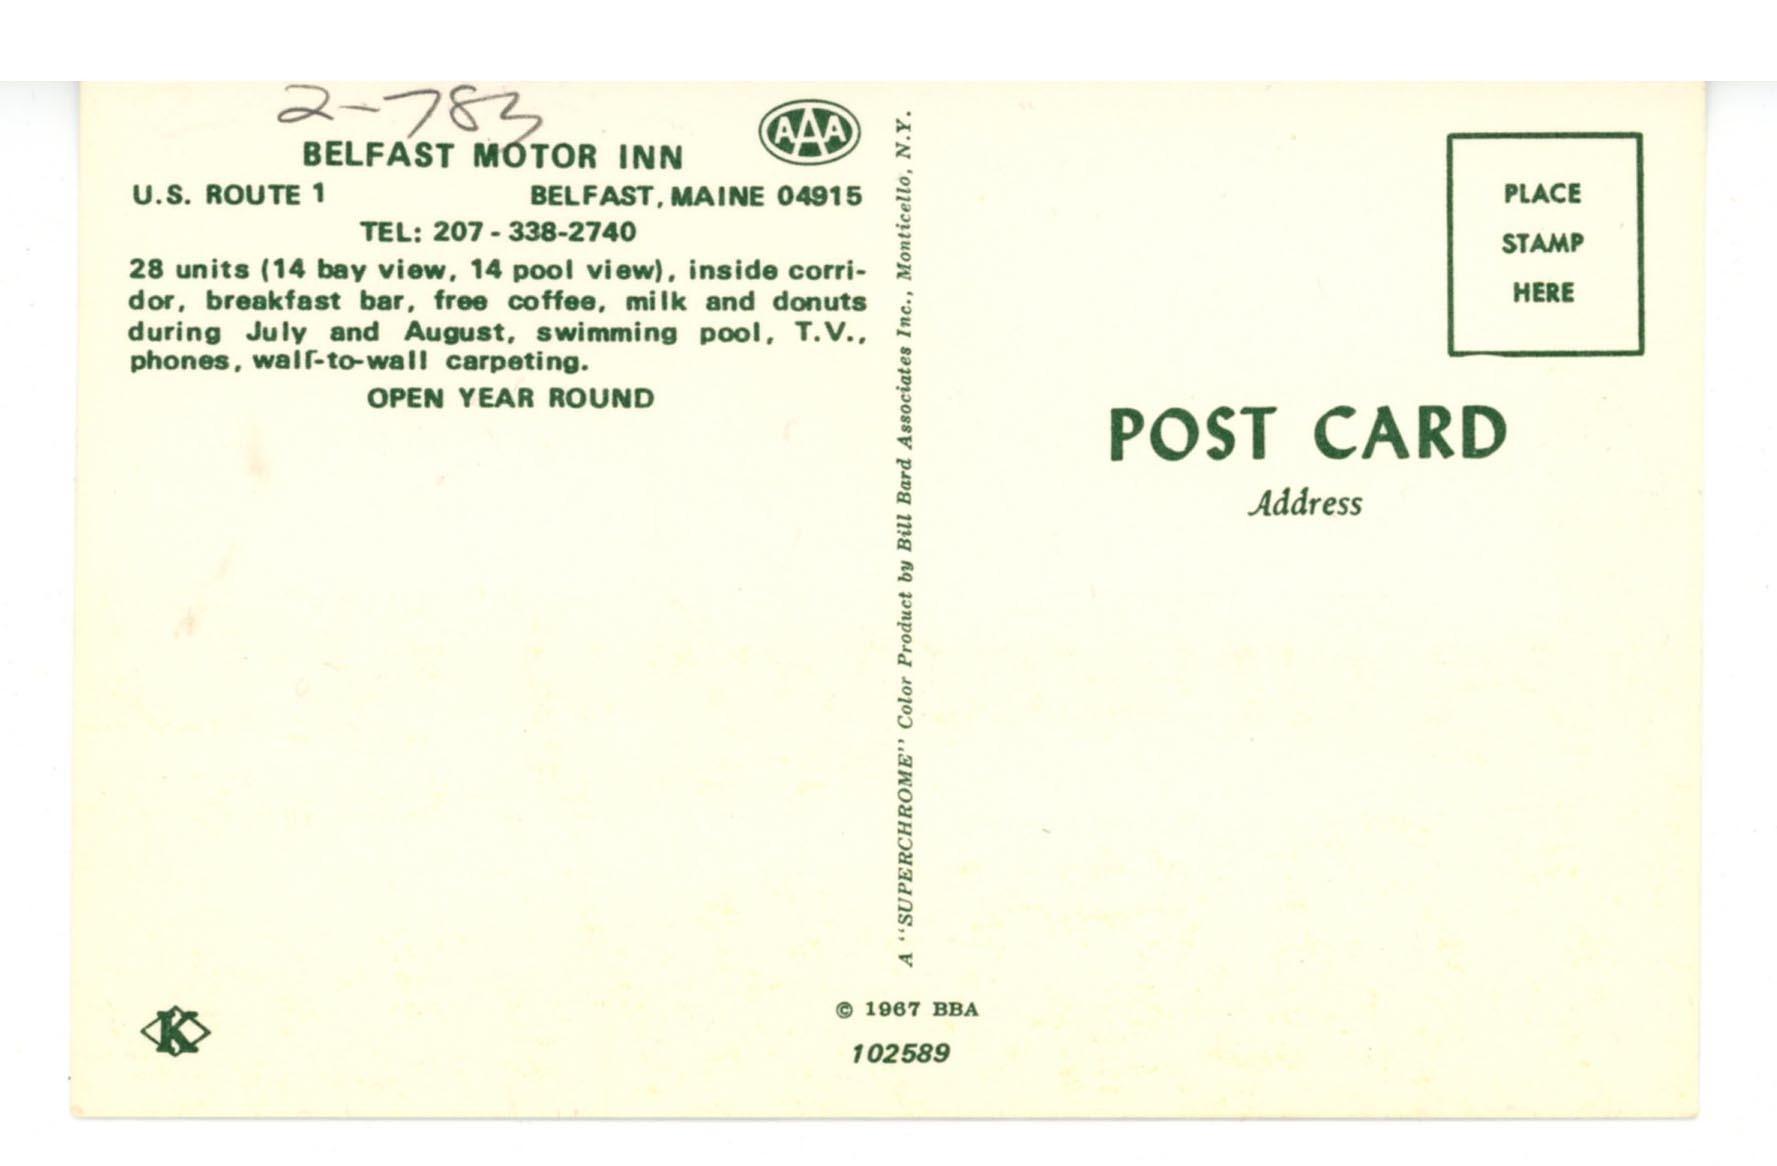 2-783
BELFAST MOTOR INN
AAA
U.S. ROUTE 1 BELFAST, MAINE 04915
TEL: 207 - 338-2740
28 units (14 bay view, 14 pool view), inside corri-
dor, breakfast bar, free coffee, milk and donuts
during July and August, swimming pool, T.V.,
phones, wall-to-wall carpeting.
OPEN YEAR ROUND
K
A "SUPERCHROME" Color Product by Bill Bard Associates Inc., Monticello, N.Y.
© 1967 BBA
102589
PLACE
STAMP
HERE
POST CARD
Address